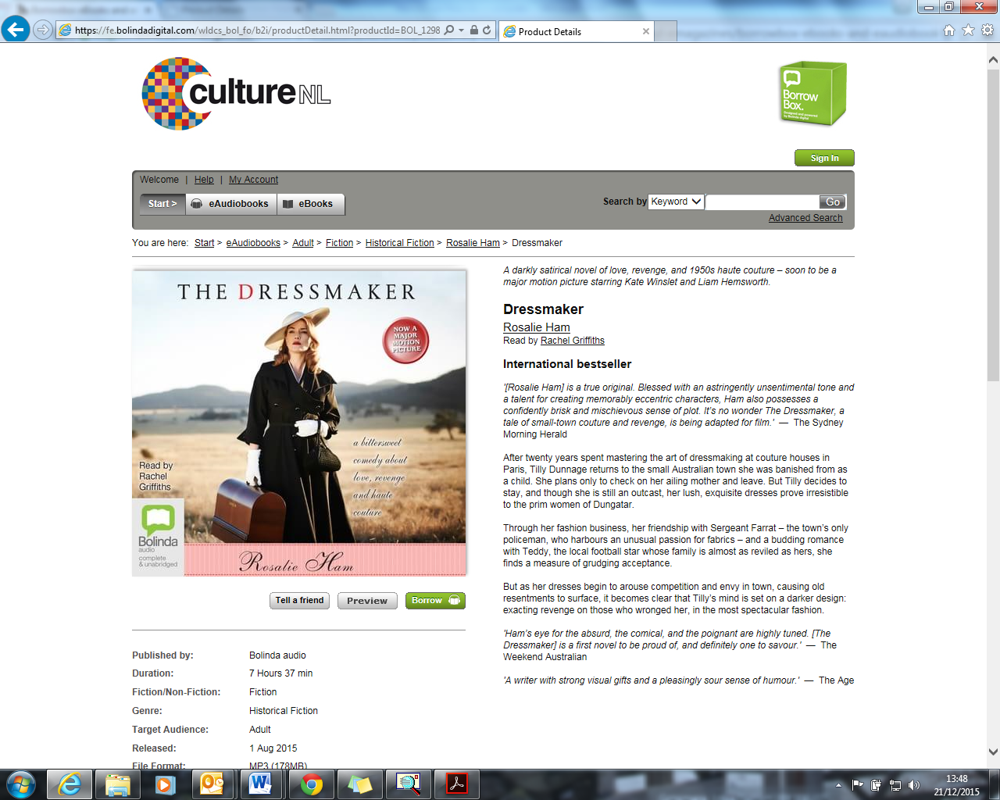 https://fe.bolindadigital.com/wldcs_bol_fo/b2i/productDetail.html?productId=BOL_1298
Product Details
culture NL
Borrow
Box.
Sign In
Welcome | Help | My Account
Start > eAudiobooks eBooks
Search by Keyword Go
Advanced Search
You are here: Start > eAudiobooks > Adult > Fiction > Historical Fiction > Rosalie Ham > Dressmaker
THE DRESSMAKER
NOW A
MAJOR
MOTION
PICTURE
a bittersweet
comedy about
love, revenge
and haute
couture
Read by
Rachel
Griffiths
Bolinda
audio
complete
& unabridged
Rosalie Ham
Tell a friend Preview Borrow
Published by: Bolinda audio
Duration: 7 Hours 37 min
Fiction/Non-Fiction: Fiction
Genre: Historical Fiction
Target Audience: Adult
Released: 1 Aug 2015
File Format: MP3 (178MB)
A darkly satirical novel of love, revenge, and 1950s haute couture – soon to be a
major motion picture starring Kate Winslet and Liam Hemsworth.
Dressmaker
Rosalie Ham
Read by Rachel Griffiths
International bestseller
'[Rosalie Ham] is a true original. Blessed with an astringently unsentimental tone and
a talent for creating memorably eccentric characters, Ham also possesses a
confidently brisk and mischievous sense of plot. It's no wonder The Dressmaker, a
tale of small-town couture and revenge, is being adapted for film.' — The Sydney
Morning Herald
After twenty years spent mastering the art of dressmaking at couture houses in
Paris, Tilly Dunnage returns to the small Australian town she was banished from as
a child. She plans only to check on her ailing mother and leave. But Tilly decides to
stay, and though she is still an outcast, her lush, exquisite dresses prove irresistible
to the prim women of Dungatar.
Through her fashion business, her friendship with Sergeant Farrat – the town's only
policeman, who harbours an unusual passion for fabrics – and a budding romance
with Teddy, the local football star whose family is almost as reviled as hers, she
finds a measure of grudging acceptance.
But as her dresses begin to arouse competition and envy in town, causing old
resentments to surface, it becomes clear that Tilly's mind is set on a darker design:
exacting revenge on those who wronged her, in the most spectacular fashion.
'Ham's eye for the absurd, the comical, and the poignant are highly tuned. [The
Dressmaker] is a first novel to be proud of, and definitely one to savour.' — The
Weekend Australian
'A writer with strong visual gifts and a pleasingly sour sense of humour.' — The Age
13:48
21/12/2015